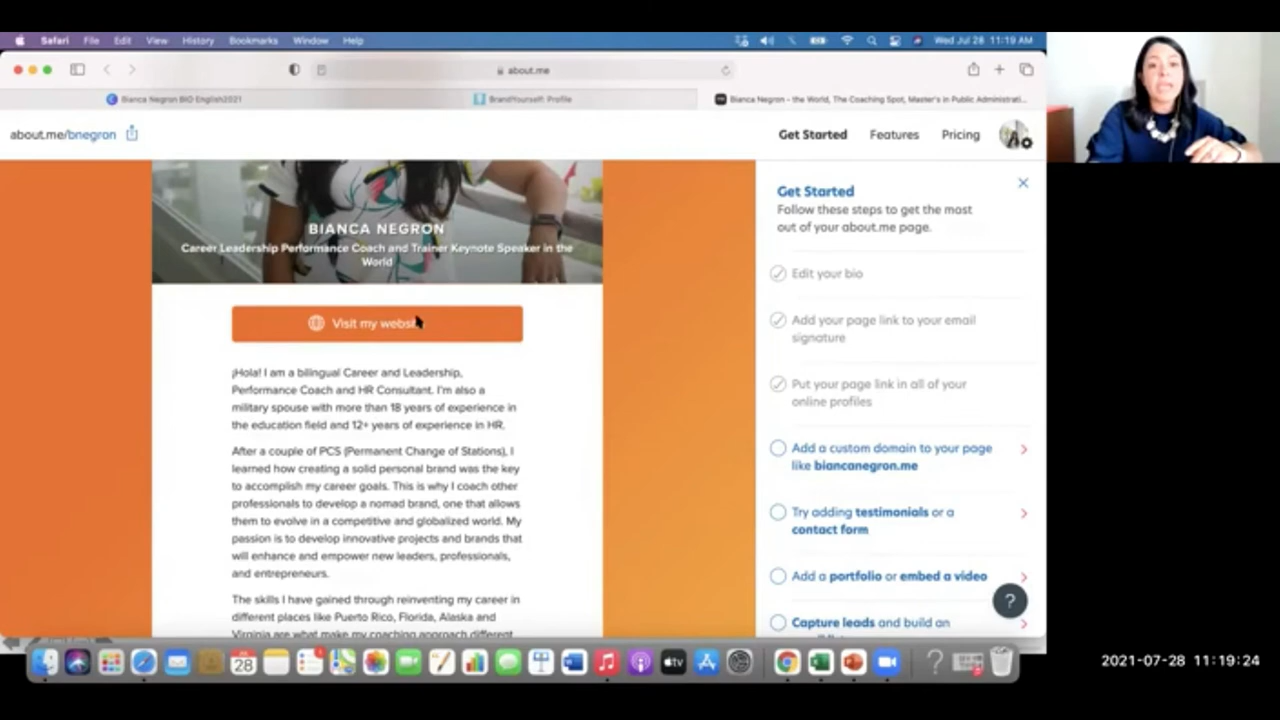 Safari File Edit View History Bookmarks Window Help Wed Jul 28 11:19 AM
about.me
Bianca Negron BIO English2021 BrandYourself: Profile Bianca Negron - the World, The Coaching Spot, Master's in Public Administrati...
about.me/bnegron Get Started Features Pricing
BIANCA NEGRON
Career Leadership Performance Coach and Trainer Keynote Speaker in the
World
Visit my website
¡Hola! I am a bilingual Career and Leadership,
Performance Coach and HR Consultant. I'm also a
military spouse with more than 18 years of experience in
the education field and 12+ years of experience in HR.
After a couple of PCS (Permanent Change of Stations), I
learned how creating a solid personal brand was the key
to accomplish my career goals. This is why I coach other
professionals to develop a nomad brand, one that allows
them to evolve in a competitive and globalized world. My
passion is to develop innovative projects and brands that
will enhance and empower new leaders, professionals,
and entrepreneurs.
The skills I have gained through reinventing my career in
different places like Puerto Rico, Florida, Alaska and
Virginia are what make my coaching approach different
Get Started
Follow these steps to get the most
out of your about.me page.
Edit your bio
Add your page link to your email
signature
Put your page link in all of your
online profiles
Add a custom domain to your page
like biancanegron.me
Try adding testimonials or a
contact form
Add a portfolio or embed a video
Capture leads and build an
?
JUL
28
tv
2021-07-28 11:19:24